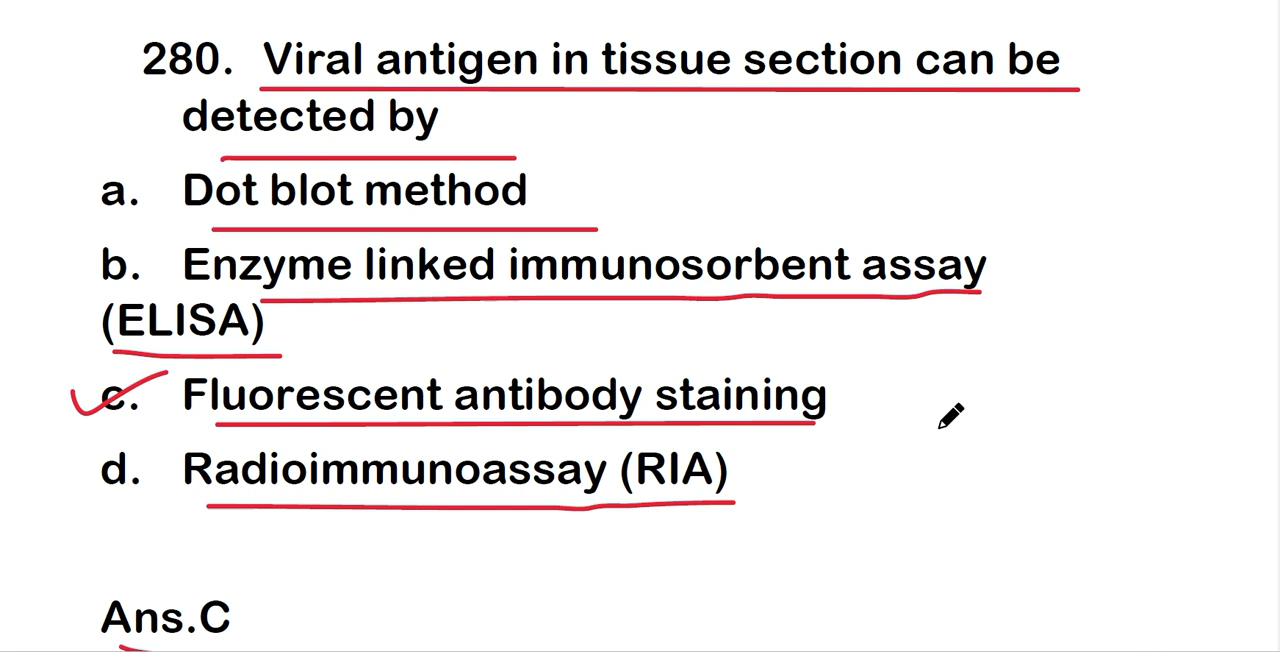 280. Viral antigen in tissue section can be
detected by
a. Dot blot method
b. Enzyme linked immunosorbent assay
(ELISA)
c. Fluorescent antibody staining
d. Radioimmunoassay (RIA)
Ans.C